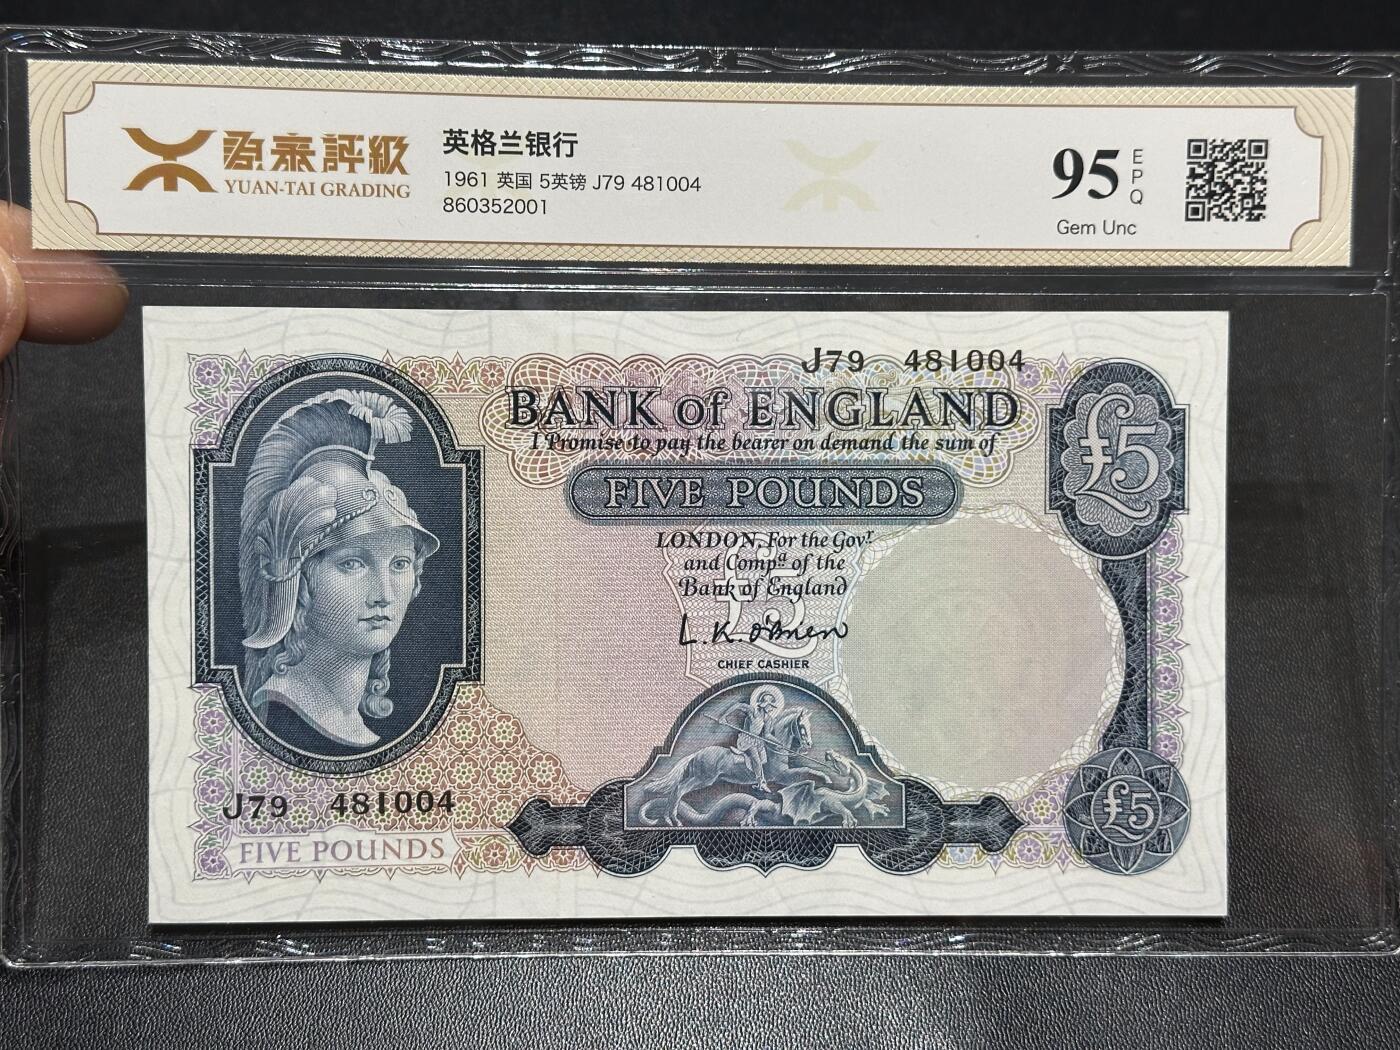 源泰評級
YUAN-TAI GRADING
英格兰银行
1961 英国 5英镑 J79 481004
860352001
95
EPQ
Gem Unc
J79 481004
BANK of ENGLAND
I Promise to pay the bearer on demand the sum of
FIVE POUNDS
£5
LONDON, For the Govr
and Compa of the
Bank of England
£5
L.K. O'Brien
CHIEF CASHIER
J79 481004
FIVE POUNDS
£5